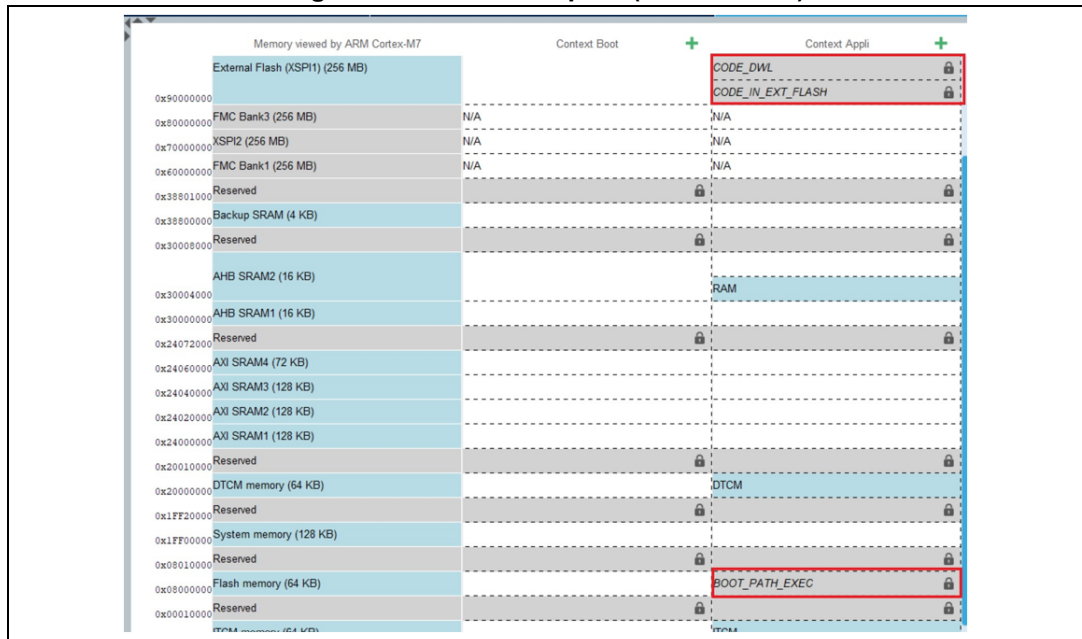 Memory viewed by ARM Cortex-M7 Context Boot + Context Appli +
External Flash (XSPI1) (256 MB) CODE_DWL
0x90000000 CODE_IN_EXT_FLASH
0x80000000 FMC Bank3 (256 MB) N/A N/A
0x70000000 XSPI2 (256 MB) N/A N/A
0x60000000 FMC Bank1 (256 MB) N/A N/A
0x38801000 Reserved
0x38800000 Backup SRAM (4 KB)
0x30008000 Reserved
0x30004000 AHB SRAM2 (16 KB) RAM
0x30000000 AHB SRAM1 (16 KB)
0x24072000 Reserved
0x24060000 AXI SRAM4 (72 KB)
0x24040000 AXI SRAM3 (128 KB)
0x24020000 AXI SRAM2 (128 KB)
0x24000000 AXI SRAM1 (128 KB)
0x20010000 Reserved
0x20000000 DTCM memory (64 KB) DTCM
0x1FF20000 Reserved
0x1FF00000 System memory (128 KB)
0x08010000 Reserved
0x08000000 Flash memory (64 KB) BOOT_PATH_EXEC
0x00010000 Reserved
ITCM memory (64 KB) ITCM